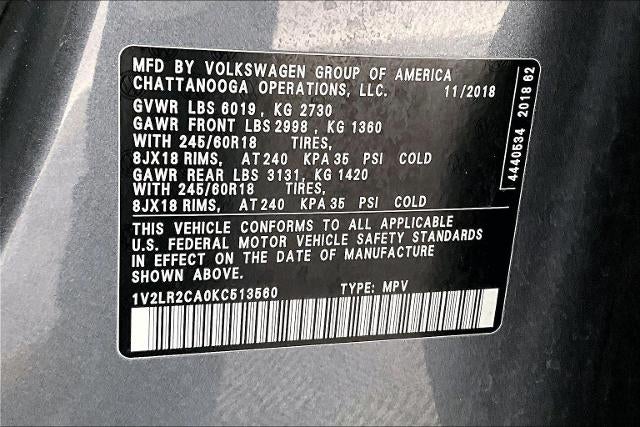 MFD BY VOLKSWAGEN GROUP OF AMERICA
CHATTANOOGA OPERATIONS, LLC. 11/2018
GVWR LBS 6019, KG 2730
GAWR FRONT LBS 2998, KG 1360
WITH 245/60R18 TIRES,
8JX18 RIMS, AT 240 KPA 35 PSI COLD
GAWR REAR LBS 3131, KG 1420
WITH 245/60R18 TIRES,
8JX18 RIMS, AT 240 KPA 35 PSI COLD
THIS VEHICLE CONFORMS TO ALL APPLICABLE
U.S. FEDERAL MOTOR VEHICLE SAFETY STANDARDS
IN EFFECT ON THE DATE OF MANUFACTURE
SHOWN ABOVE.
1V2LR2CA0KC513560 TYPE: MPV
4440534 2018 62